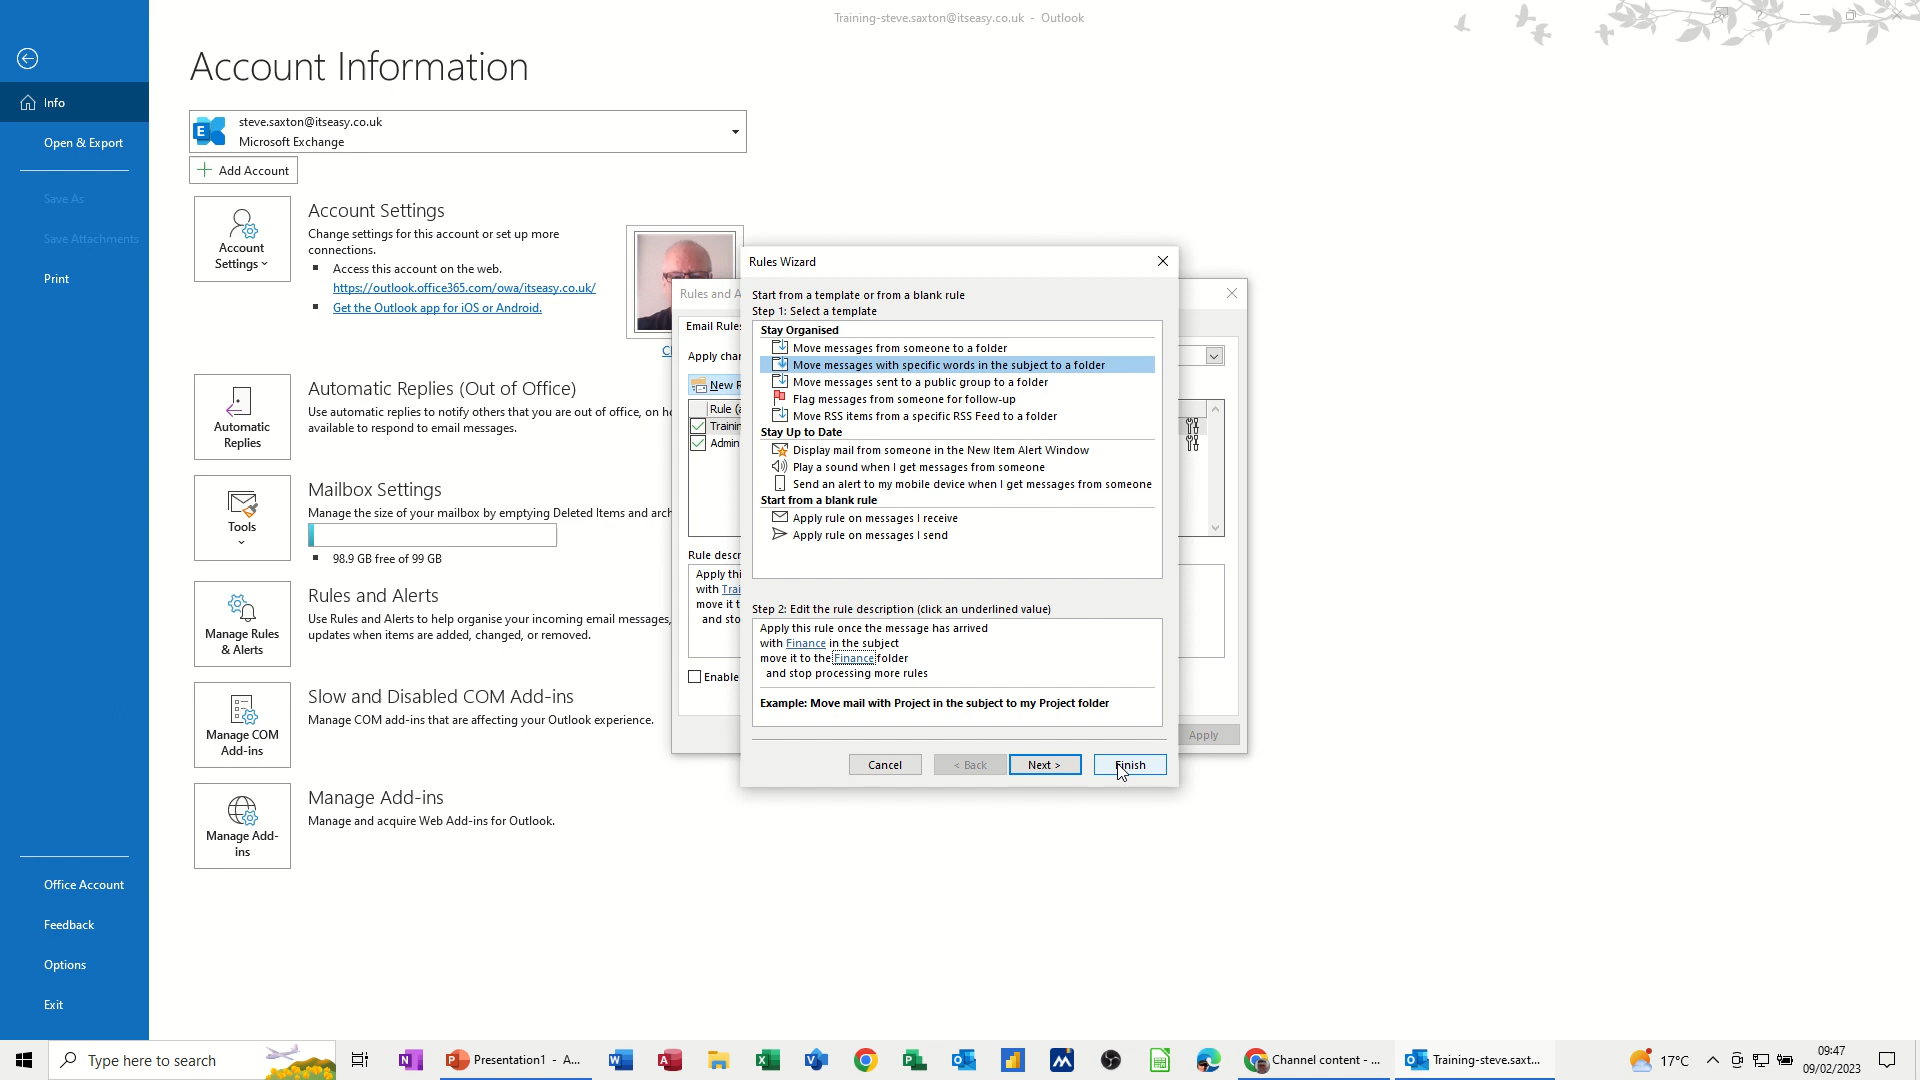 Training-steve.saxton@itseasy.co.uk - Outlook
Account Information
Info
Open & Export
Save As
Save Attachments
Print
Office Account
Feedback
Options
Exit
steve.saxton@itseasy.co.uk
Microsoft Exchange
Add Account
Account Settings
Account Settings
Change settings for this account or set up more
connections.
Access this account on the web.
https://outlook.office365.com/owa/itseasy.co.uk/
Get the Outlook app for iOS or Android.
Automatic Replies
Automatic Replies (Out of Office)
Use automatic replies to notify others that you are out of office, on
available to respond to email messages.
Tools
Mailbox Settings
Manage the size of your mailbox by emptying Deleted Items and
98.9 GB free of 99 GB
Manage Rules & Alerts
Rules and Alerts
Use Rules and Alerts to help organise your incoming email messages,
updates when items are added, changed, or removed.
Manage COM Add-ins
Slow and Disabled COM Add-ins
Manage COM add-ins that are affecting your Outlook experience.
Manage Add-ins
Manage Add-ins
Manage and acquire Web Add-ins for Outlook.
Rules and A
Email Rules
Apply
New R
Rule
Admin
Rule
Apply
with
move it
Enable
Apply
Rules Wizard
Start from a template or from a blank rule
Step 1: Select a template
Stay Organised
Move messages from someone to a folder
Move messages with specific words in the subject to a folder
Move messages sent to a public group to a folder
Flag messages from someone for follow-up
Move RSS items from a specific RSS Feed to a folder
Stay Up to Date
Display mail from someone in the New Item Alert Window
Play a sound when I get messages from someone
Send an alert to my mobile device when I get messages from someone
Start from a blank rule
Apply rule on messages I receive
Apply rule on messages I send
Step 2: Edit the rule description (click an underlined value)
Apply this rule once the message has arrived
with Finance in the subject
move it to the Finance folder
and stop processing more rules
Example: Move mail with Project in the subject to my Project folder
Cancel
< Back
Next >
Finish
Type here to search
Presentation1 - A...
Channel content - ...
Training-steve.saxt...
17°C
09:47
09/02/2023